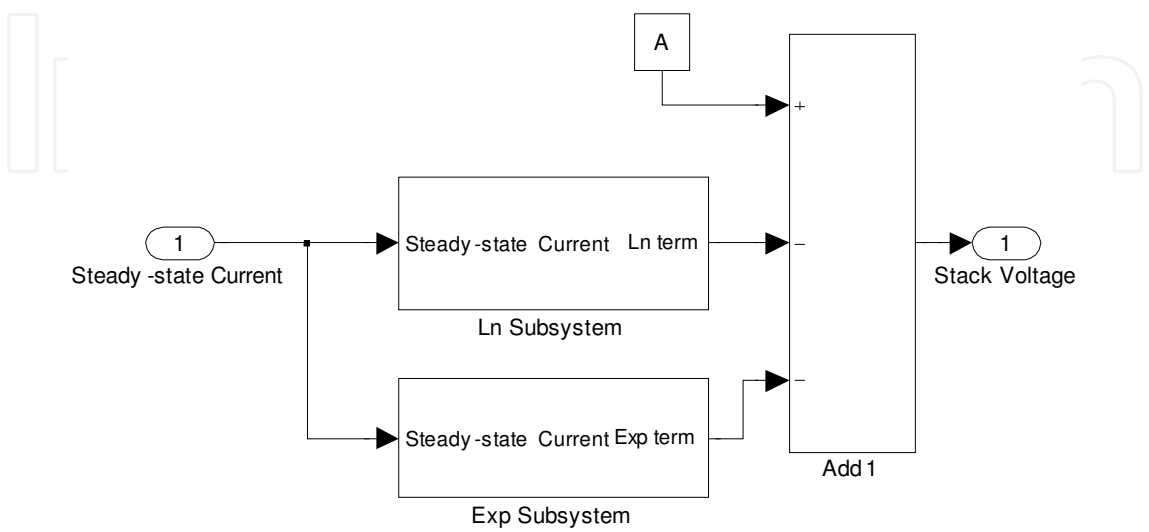 A
+
1
Steady-state Current
Steady-state Current
Ln term
−
1
Stack Voltage
Ln Subsystem
−
Steady-state Current
Exp term
Add 1
Exp Subsystem